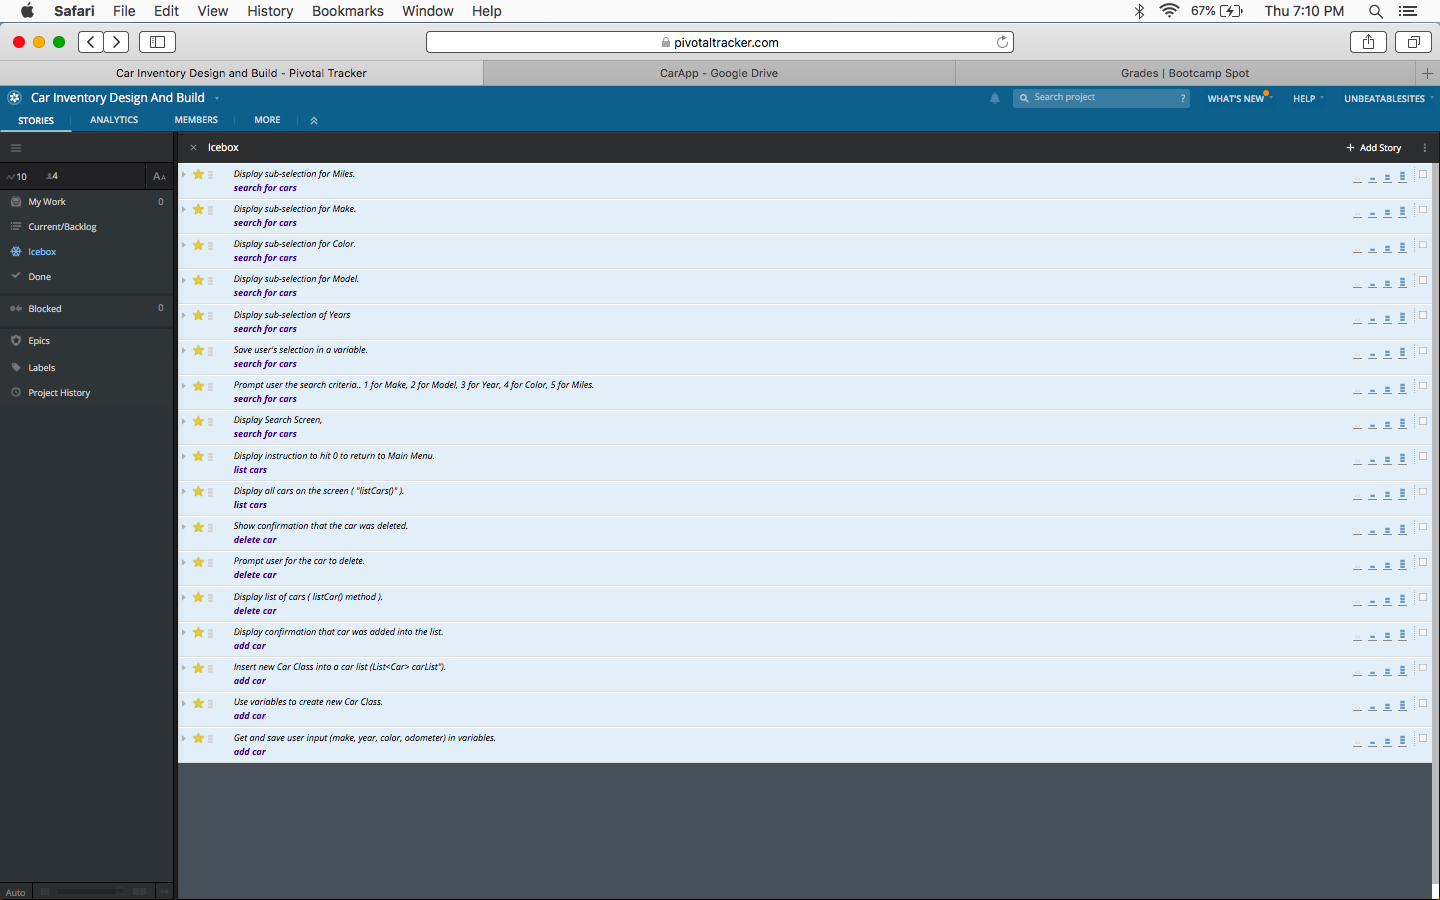 Safari File Edit View History Bookmarks Window Help 67% Thu 7:10 PM
pivotaltracker.com
Car Inventory Design and Build - Pivotal Tracker CarApp - Google Drive Grades | Bootcamp Spot +
Car Inventory Design And Build Search project ? WHAT'S NEW HELP UNBEATABLESITES
STORIES ANALYTICS MEMBERS MORE
× Icebox + Add Story
10 4 AA
My Work 0
Current/Backlog
Icebox
Done
Blocked 0
Epics
Labels
Project History
Auto
Display sub-selection for Miles.
search for cars
Display sub-selection for Make.
search for cars
Display sub-selection for Color.
search for cars
Display sub-selection for Model.
search for cars
Display sub-selection of Years
search for cars
Save user's selection in a variable.
search for cars
Prompt user the search criteria.. 1 for Make, 2 for Model, 3 for Year, 4 for Color, 5 for Miles.
search for cars
Display Search Screen,
search for cars
Display instruction to hit 0 to return to Main Menu.
list cars
Display all cars on the screen ( "listCars()" ).
list cars
Show confirmation that the car was deleted.
delete car
Prompt user for the car to delete.
delete car
Display list of cars ( listCar() method ).
delete car
Display confirmation that car was added into the list.
add car
Insert new Car Class into a car list (List<Car> carList").
add car
Use variables to create new Car Class.
add car
Get and save user input (make, year, color, odometer) in variables.
add car